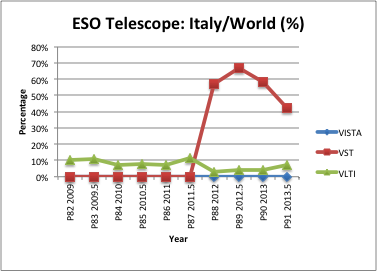 ESO Telescope: Italy/World (%)
80%
70%
60%
50%
40%
30%
20%
10%
0%
Percentage
P82 2009
P83 2009.5
P84 2010
P85 2010.5
P86 2011
P87 2011.5
P88 2012
P89 2012.5
P90 2013
P91 2013.5
Year
VISTA
VST
VLTI